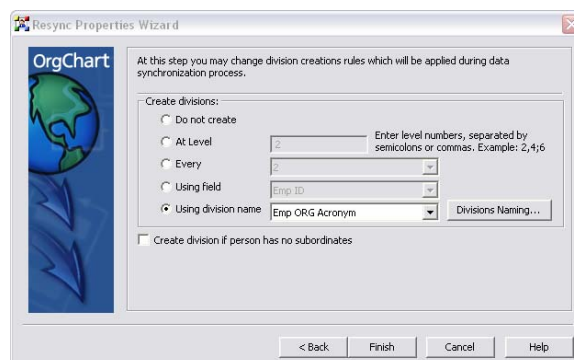 Resync Properties Wizard
OrgChart
At this step you may change division creations rules which will be applied during data
synchronization process.
Create divisions:
Do not create
At Level
2
Enter level numbers, separated by
semicolons or commas. Example: 2,4;6
Every
2
Using field
Emp ID
Using division name
Emp ORG Acronym
Divisions Naming...
Create division if person has no subordinates
< Back
Finish
Cancel
Help